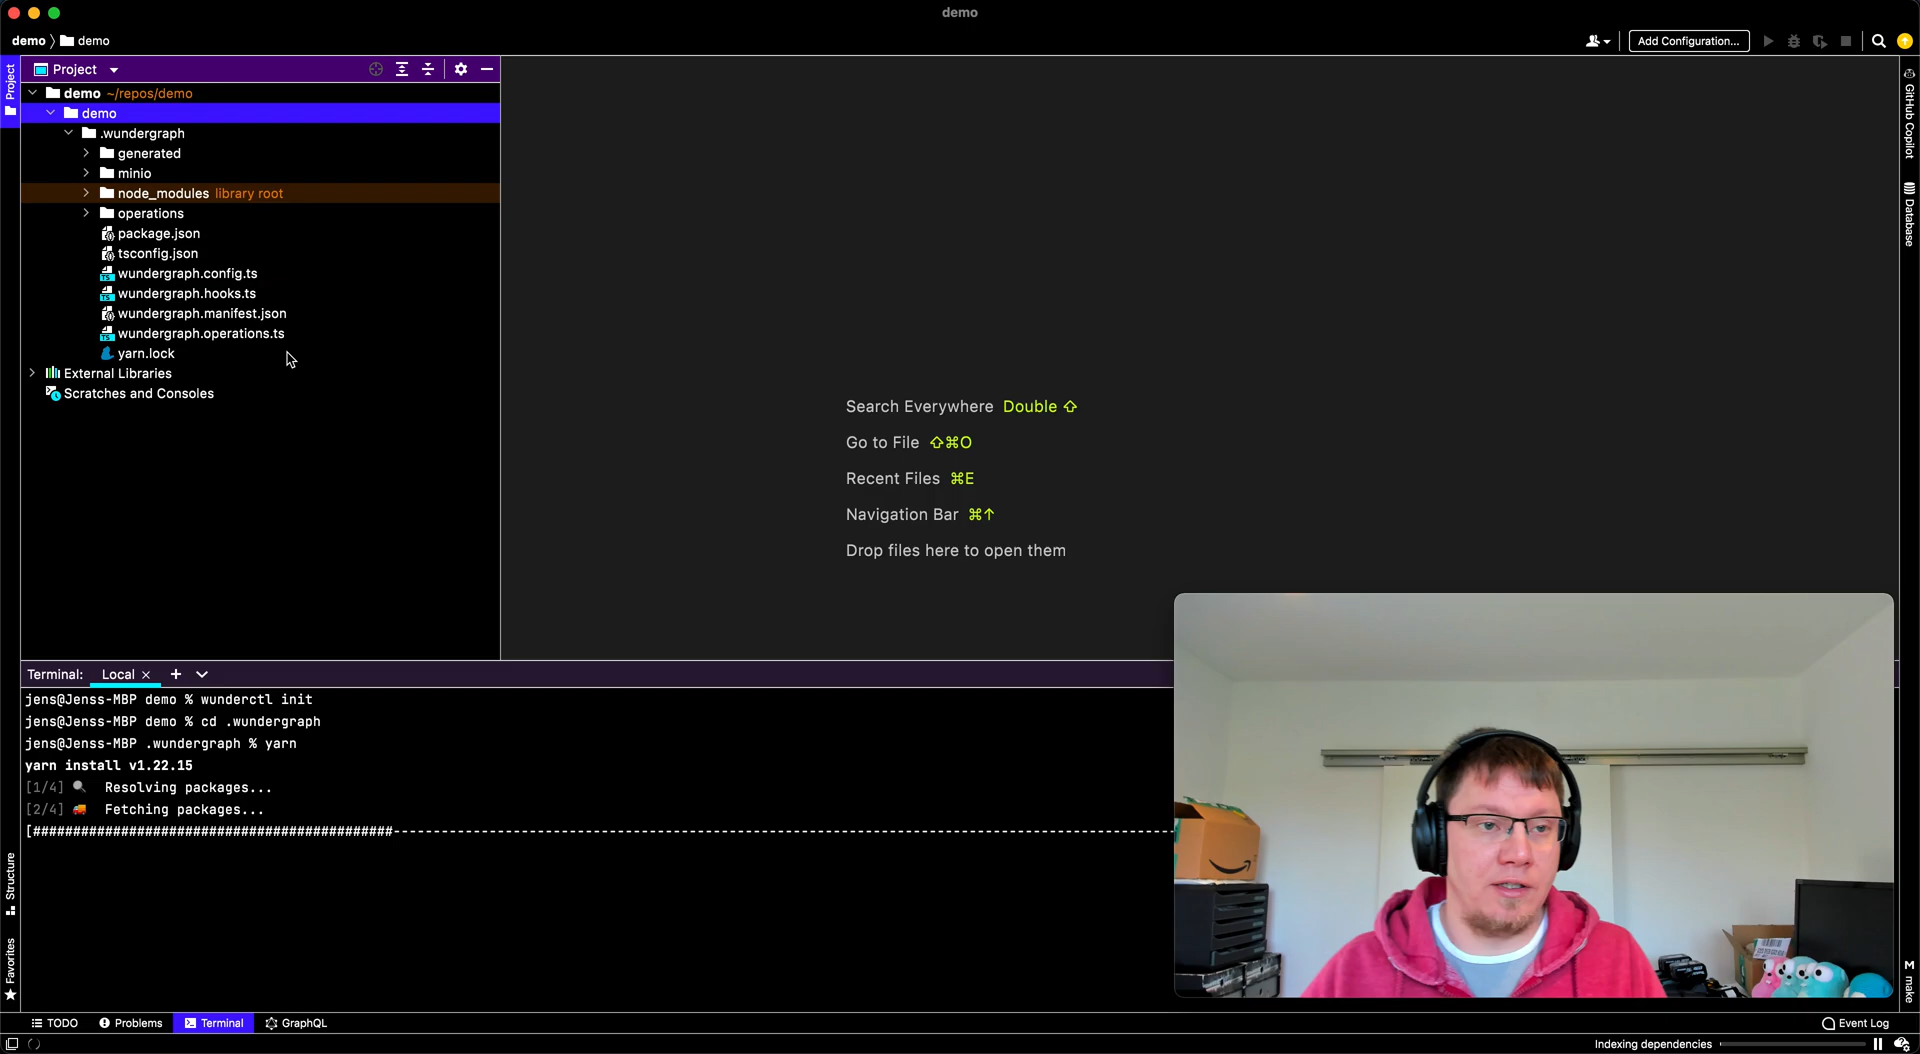 demo
demo
demo
Add Configuration...
Project
Project
demo ~/repos/demo
demo
.wundergraph
generated
minio
node_modules library root
operations
package.json
tsconfig.json
wundergraph.config.ts
wundergraph.hooks.ts
wundergraph.manifest.json
wundergraph.operations.ts
yarn.lock
External Libraries
Scratches and Consoles
Search Everywhere Double ⇧
Go to File ⇧⌘O
Recent Files ⌘E
Navigation Bar ⌘↑
Drop files here to open them
GitHub Copilot
Database
Terminal: Local × +
jens@Jenss-MBP demo % wunderctl init
jens@Jenss-MBP demo % cd .wundergraph
jens@Jenss-MBP .wundergraph % yarn
yarn install v1.22.15
[1/4] 🔍 Resolving packages...
[2/4] 🚚 Fetching packages...
[#############################################-------------------------------------------------------------------------------------------------
Structure
Favorites
M make
TODO Problems Terminal GraphQL
Event Log
Indexing dependencies